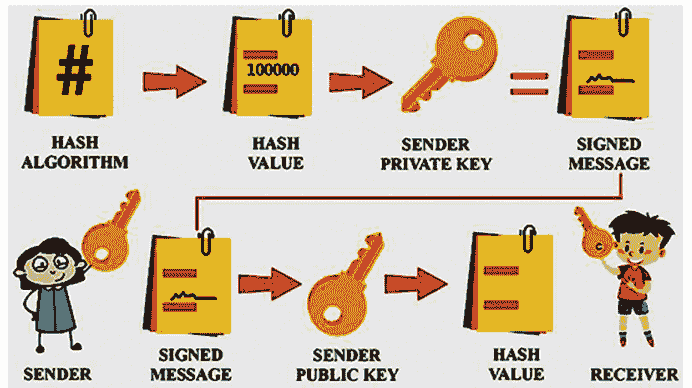 #
100000
HASH
ALGORITHM
HASH
VALUE
SENDER
PRIVATE KEY
=
SIGNED
MESSAGE
SENDER
SIGNED
MESSAGE
SENDER
PUBLIC KEY
HASH
VALUE
RECEIVER